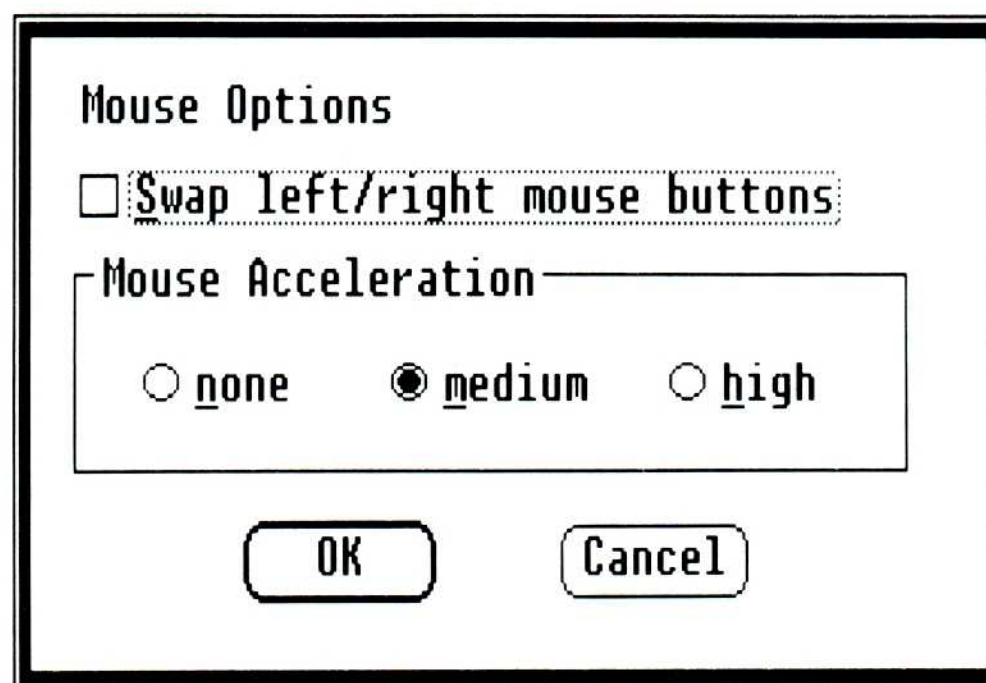 Mouse Options
Swap left/right mouse buttons
Mouse Acceleration
none medium high
OK Cancel